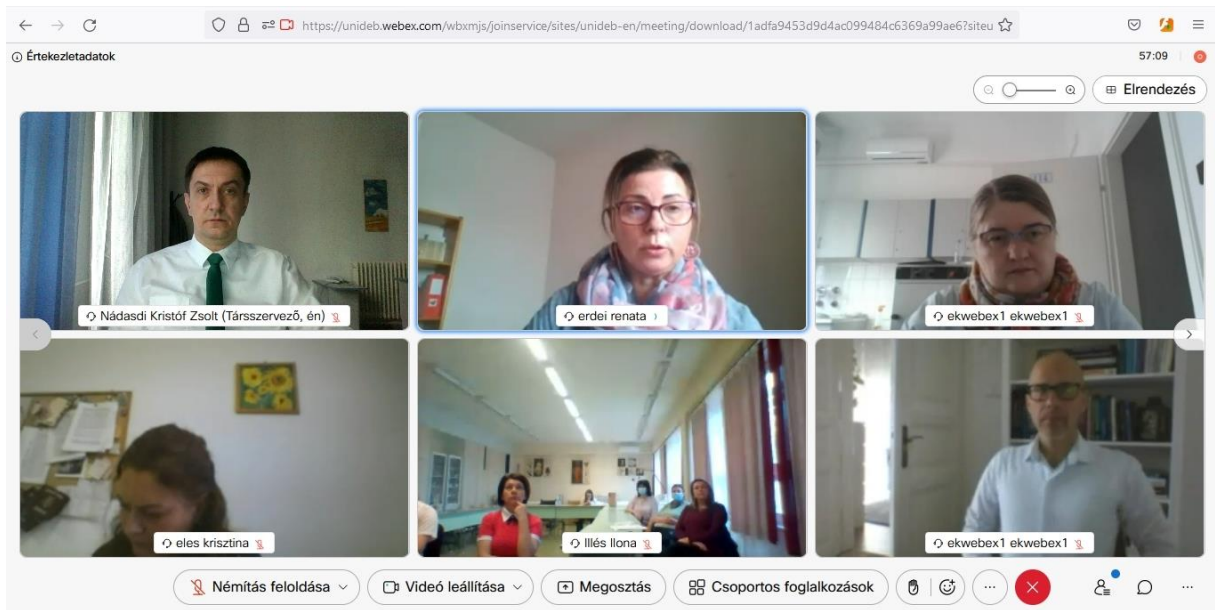 https://unideb.webex.com/wbxmjs/joinservice/sites/unideb-en/meeting/download/1adfa9453d9d4ac099484c6369a99ae6?siteu
Értekezletadatok
57:09
Elrendezés
Nádasdi Kristóf Zsolt (Társszervező, én)
erdei renata
ekwebex1 ekwebex1
eles krisztina
Illés Ilona
ekwebex1 ekwebex1
Némítás feloldása
Videó leállítása
Megosztás
Csoportos foglalkozások